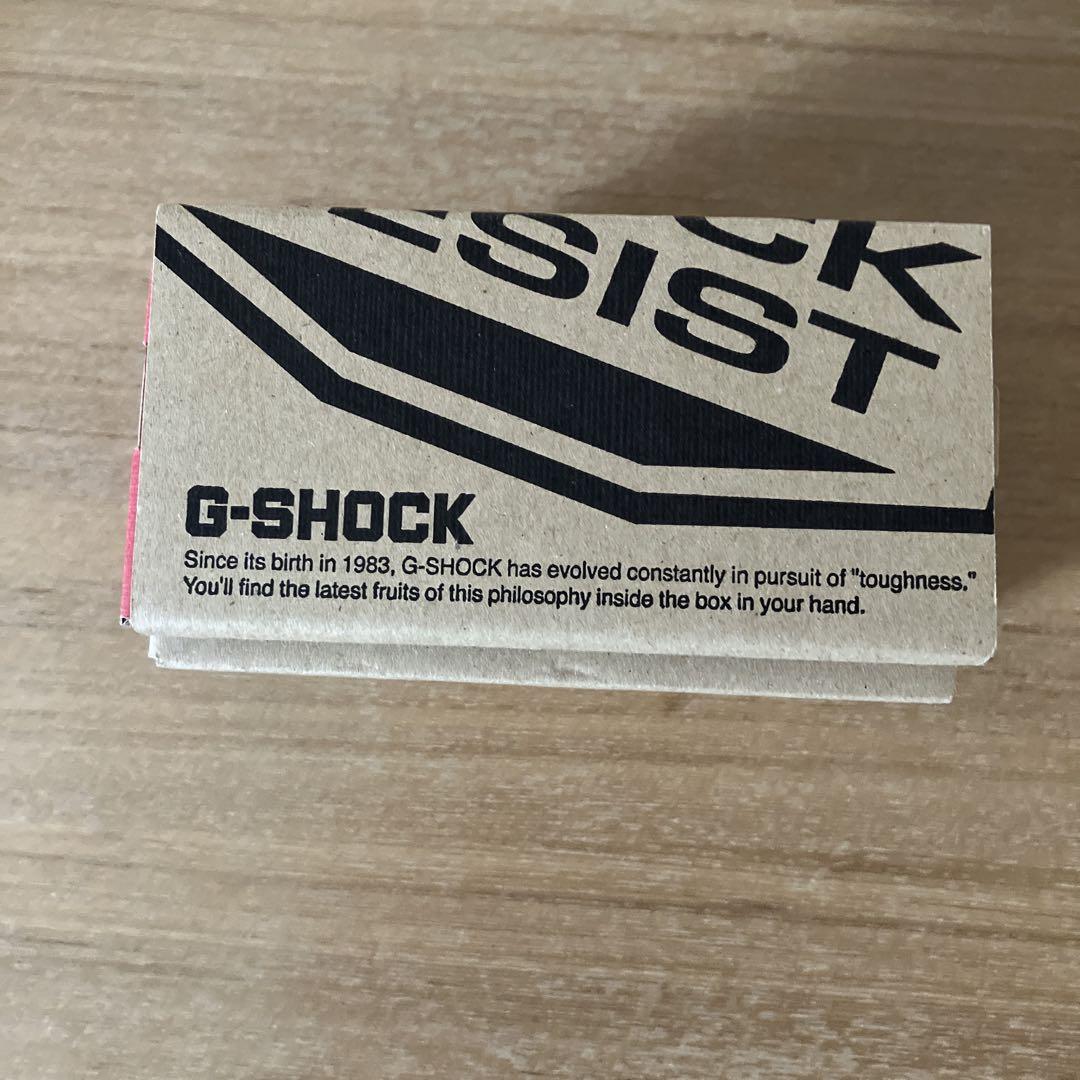 CK
ESIST
G-SHOCK
Since its birth in 1983, G-SHOCK has evolved constantly in pursuit of "toughness."
You'll find the latest fruits of this philosophy inside the box in your hand.